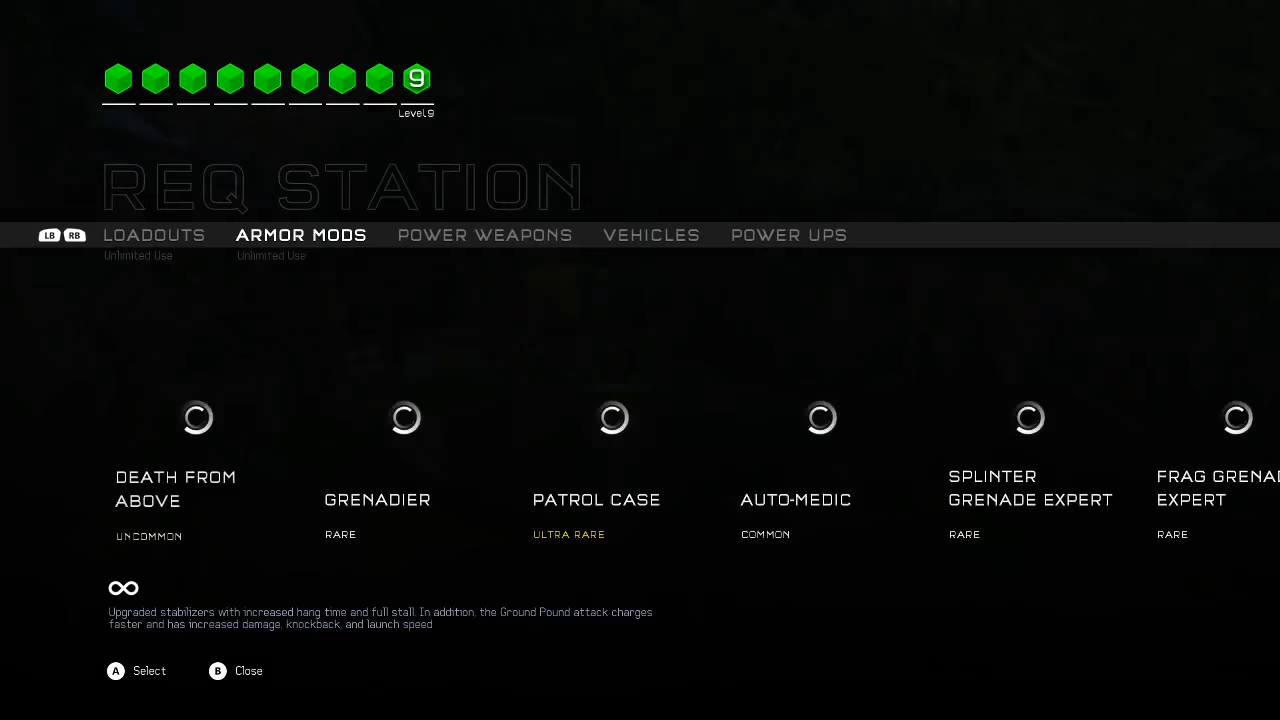 9
Level 9
REQ STATION
LB RB LOADOUTS ARMOR MODS POWER WEAPONS VEHICLES POWER UPS
Unlimited Use Unlimited Use
DEATH FROM
ABOVE
UNCOMMON
GRENADIER
RARE
PATROL CASE
ULTRA RARE
AUTO-MEDIC
COMMON
SPLINTER
GRENADE EXPERT
RARE
FRAG GRENAD
EXPERT
RARE
∞
Upgraded stabilizers with increased hang time and full stall. In addition, the Ground Pound attack charges
faster and has increased damage, knockback, and launch speed
A Select B Close